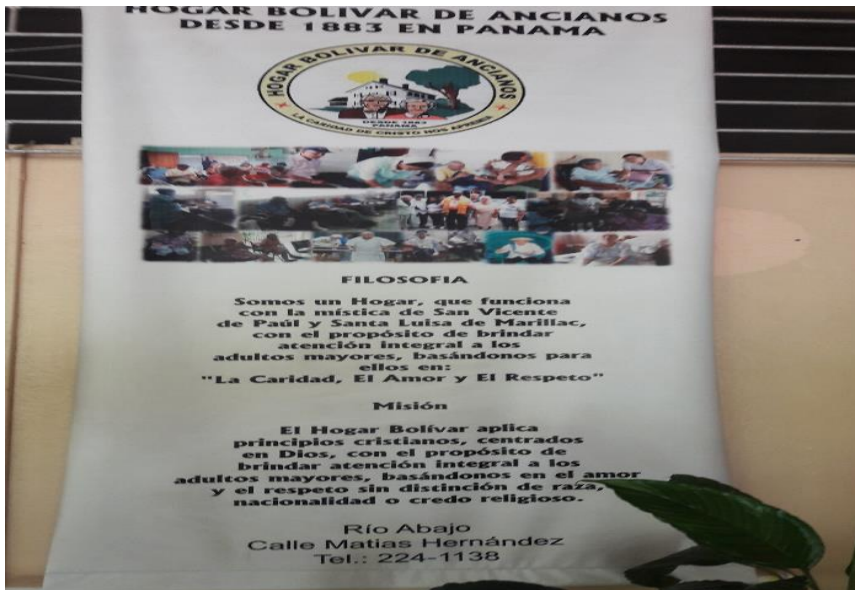 HOGAR BOLIVAR DE ANCIANOS
DESDE 1883 EN PANAMA
HOGAR BOLIVAR DE ANCIANOS
DESDE 1883
PANAMA
LA CARIDAD DE CRISTO NOS APREMIA
FILOSOFIA
Somos un Hogar, que funciona
con la mística de San Vicente
de Paúl y Santa Luisa de Marillac,
con el propósito de brindar
atención integral a los
adultos mayores, basándonos para
ellos en:
"La Caridad, El Amor y El Respeto"
Misión
El Hogar Bolívar aplica
principios cristianos, centrados
en Dios, con el propósito de
brindar atención integral a los
adultos mayores, basándonos en el amor
y el respeto sin distinción de raza,
nacionalidad o credo religioso.
Río Abajo
Calle Matias Hernández
Tel.: 224-1138